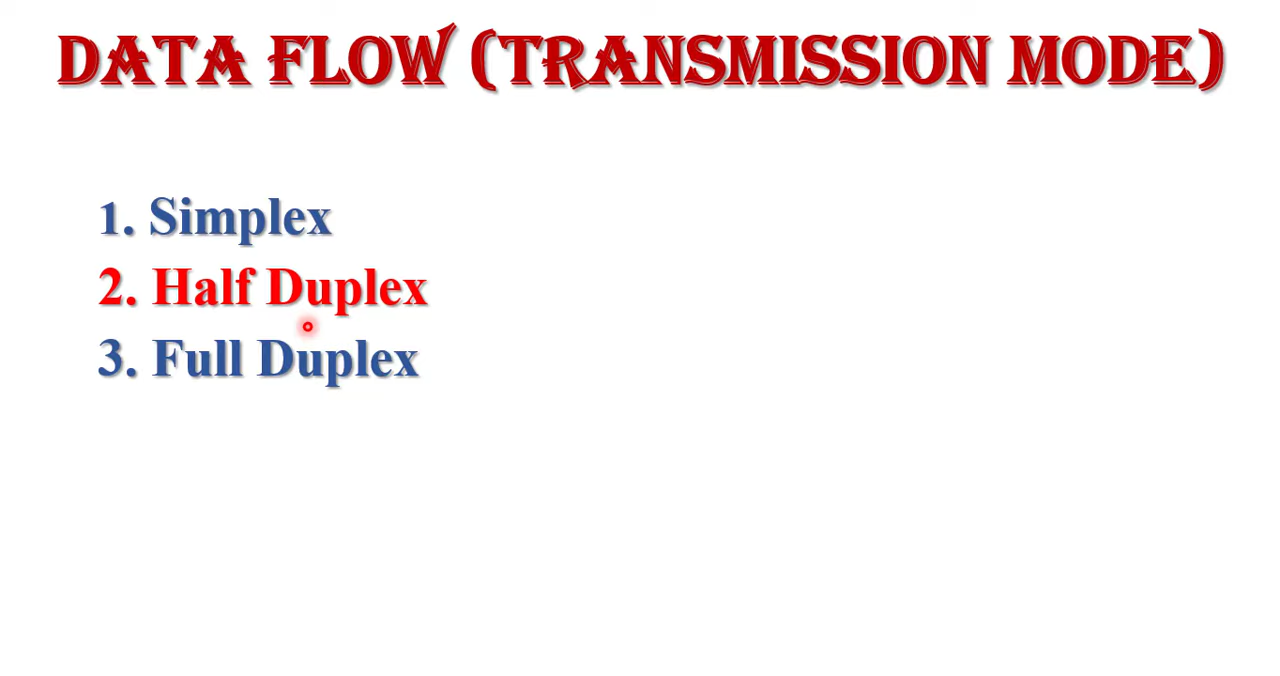 DATA FLOW (TRANSMISSION MODE)
1. Simplex
2. Half Duplex
3. Full Duplex